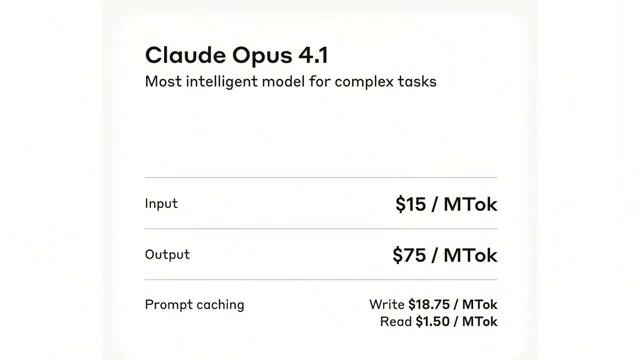 Claude Opus 4.1
Most intelligent model for complex tasks
Input $15 / MTok
Output $75 / MTok
Prompt caching Write $18.75 / MTok
Read $1.50 / MTok